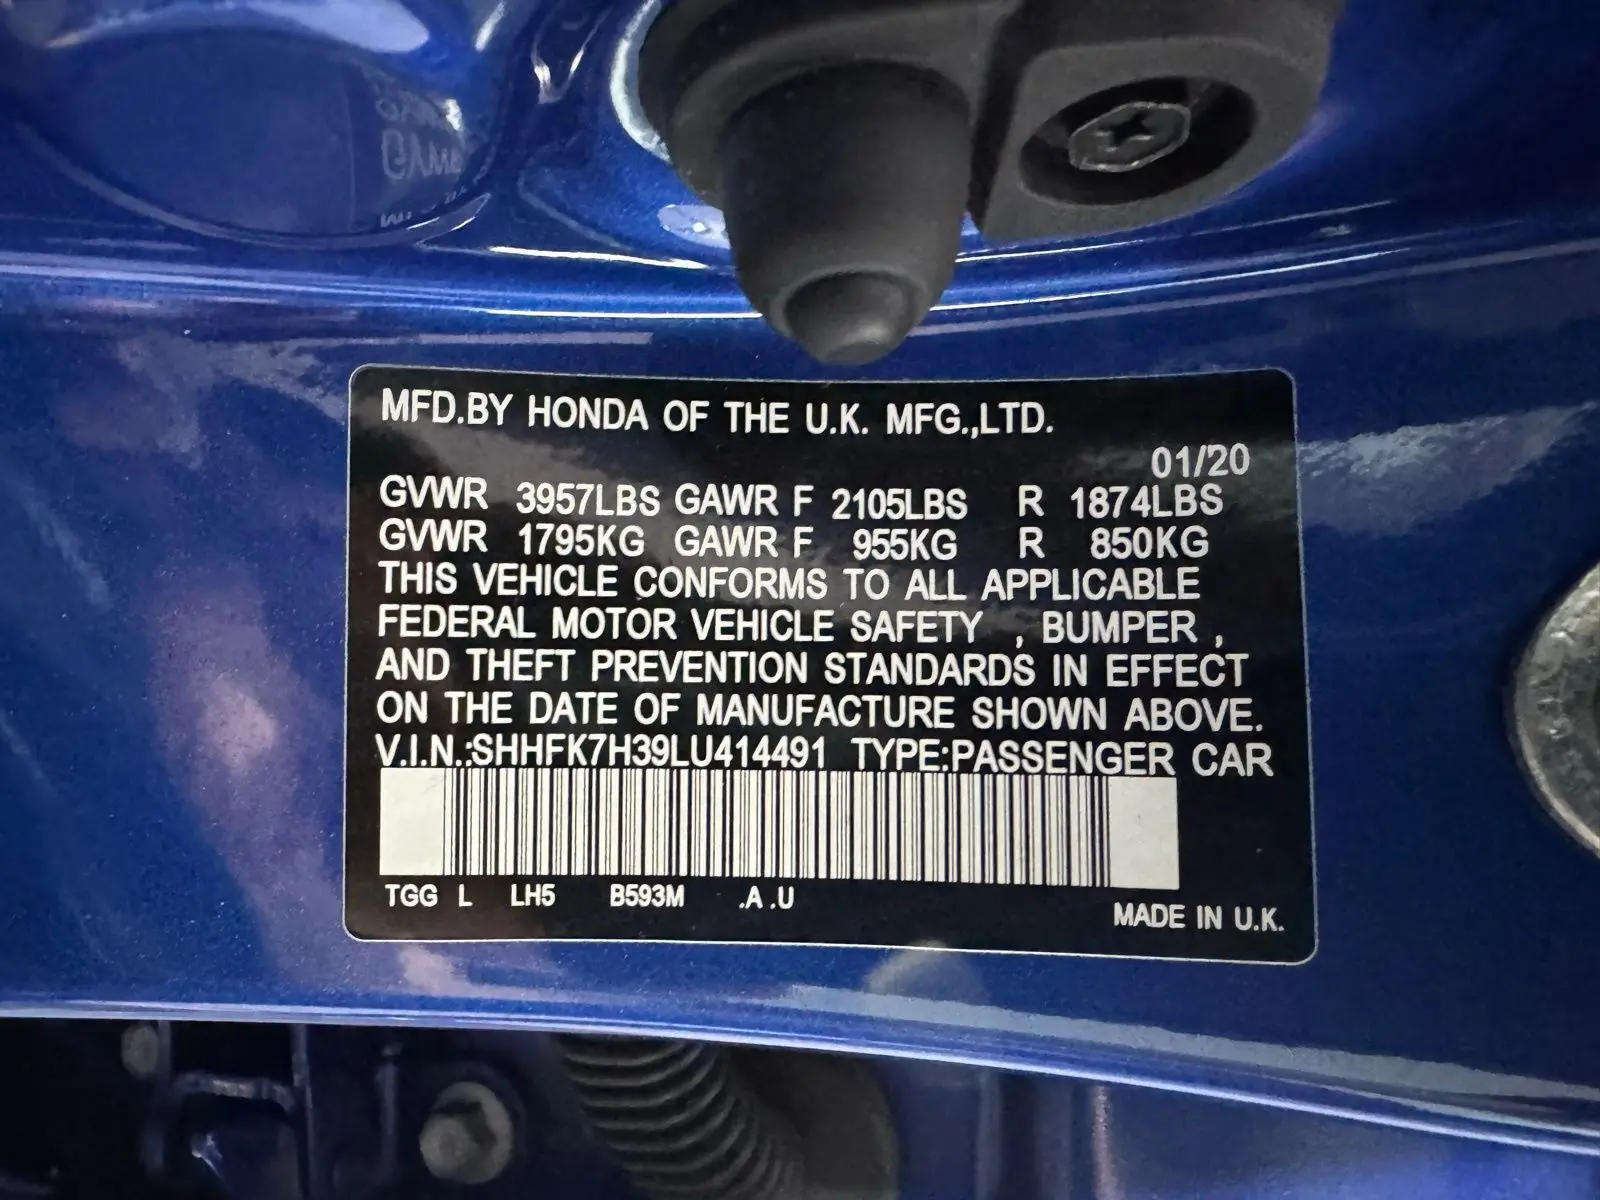 MFD.BY HONDA OF THE U.K. MFG.,LTD.
01/20
GVWR 3957LBS GAWR F 2105LBS R 1874LBS
GVWR 1795KG GAWR F 955KG R 850KG
THIS VEHICLE CONFORMS TO ALL APPLICABLE
FEDERAL MOTOR VEHICLE SAFETY , BUMPER ,
AND THEFT PREVENTION STANDARDS IN EFFECT
ON THE DATE OF MANUFACTURE SHOWN ABOVE.
V.I.N.:SHHFK7H39LU414491 TYPE:PASSENGER CAR
TGG L LH5 B593M .A .U
MADE IN U.K.